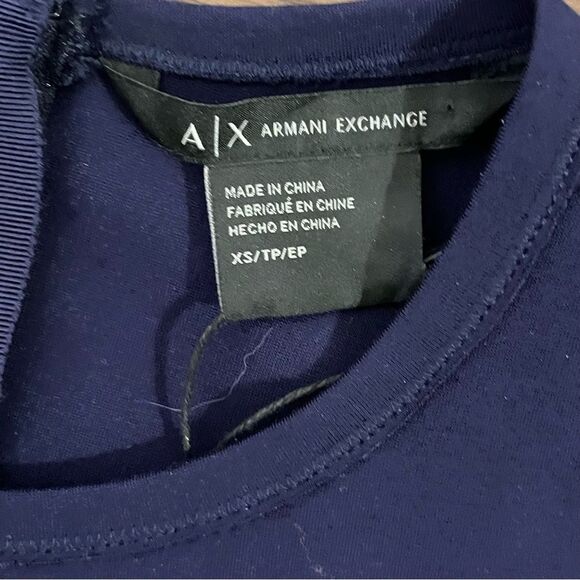 A|X ARMANI EXCHANGE
MADE IN CHINA
FABRIQUÉ EN CHINE
HECHO EN CHINA
XS/TP/EP